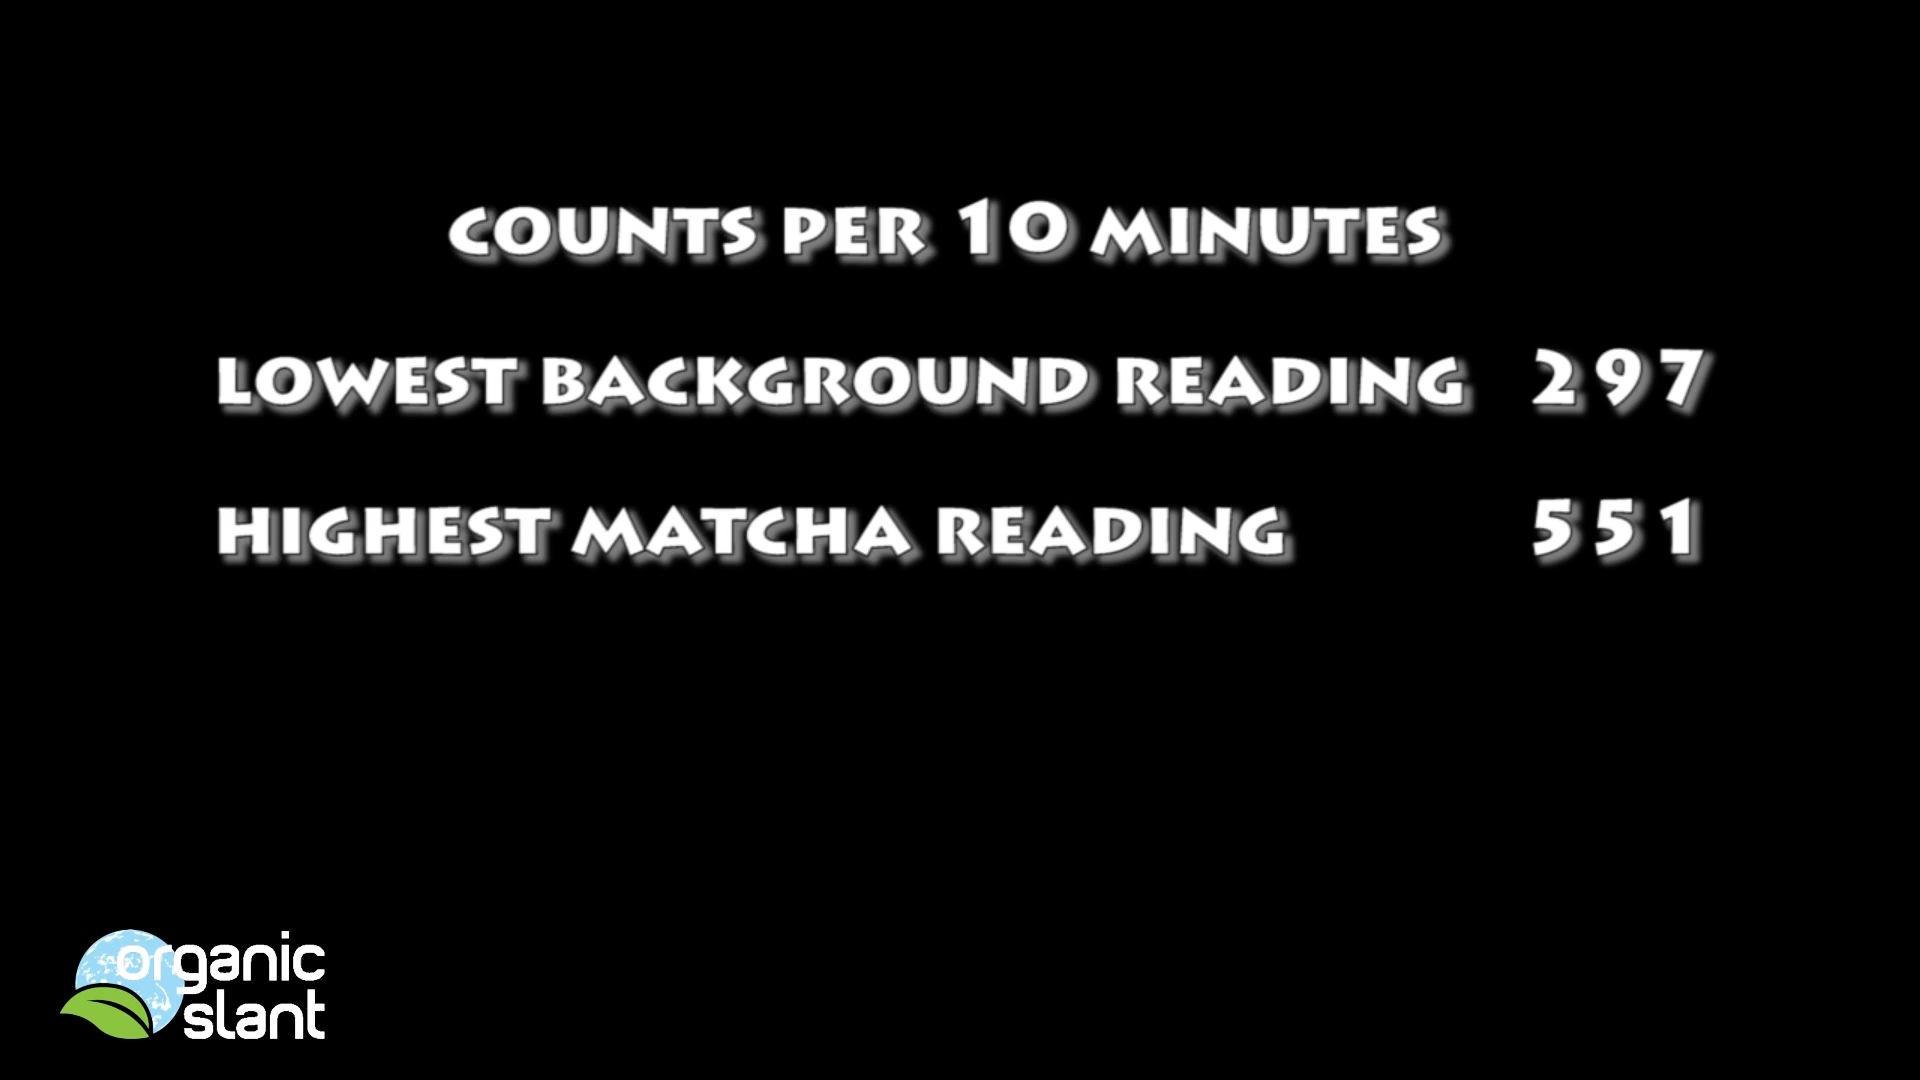 COUNTS PER 10 MINUTES
LOWEST BACKGROUND READING 297
HIGHEST MATCHA READING 551
organic
slant